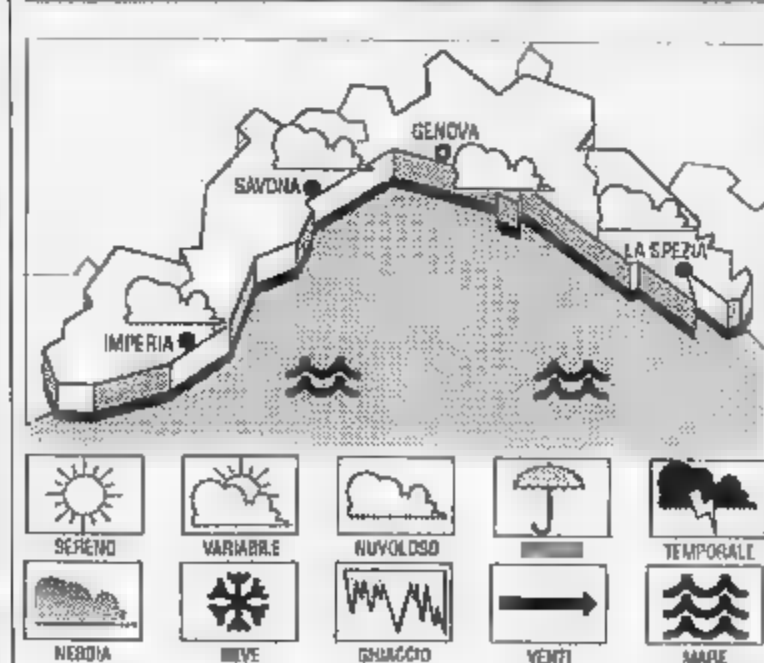 GENOVA
SAVONA
LA SPEZIA
IMPERIA
SERENO VARIABILE NUVOLOSO TEMPORALE
NEBBIA GHIACCIO VENTI MARE